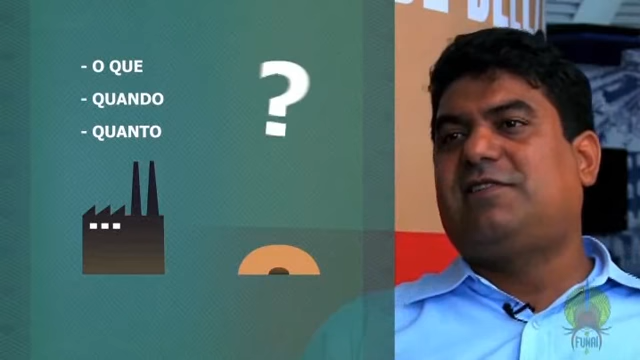 - O QUE
- QUANDO
- QUANTO
?
FUNAI